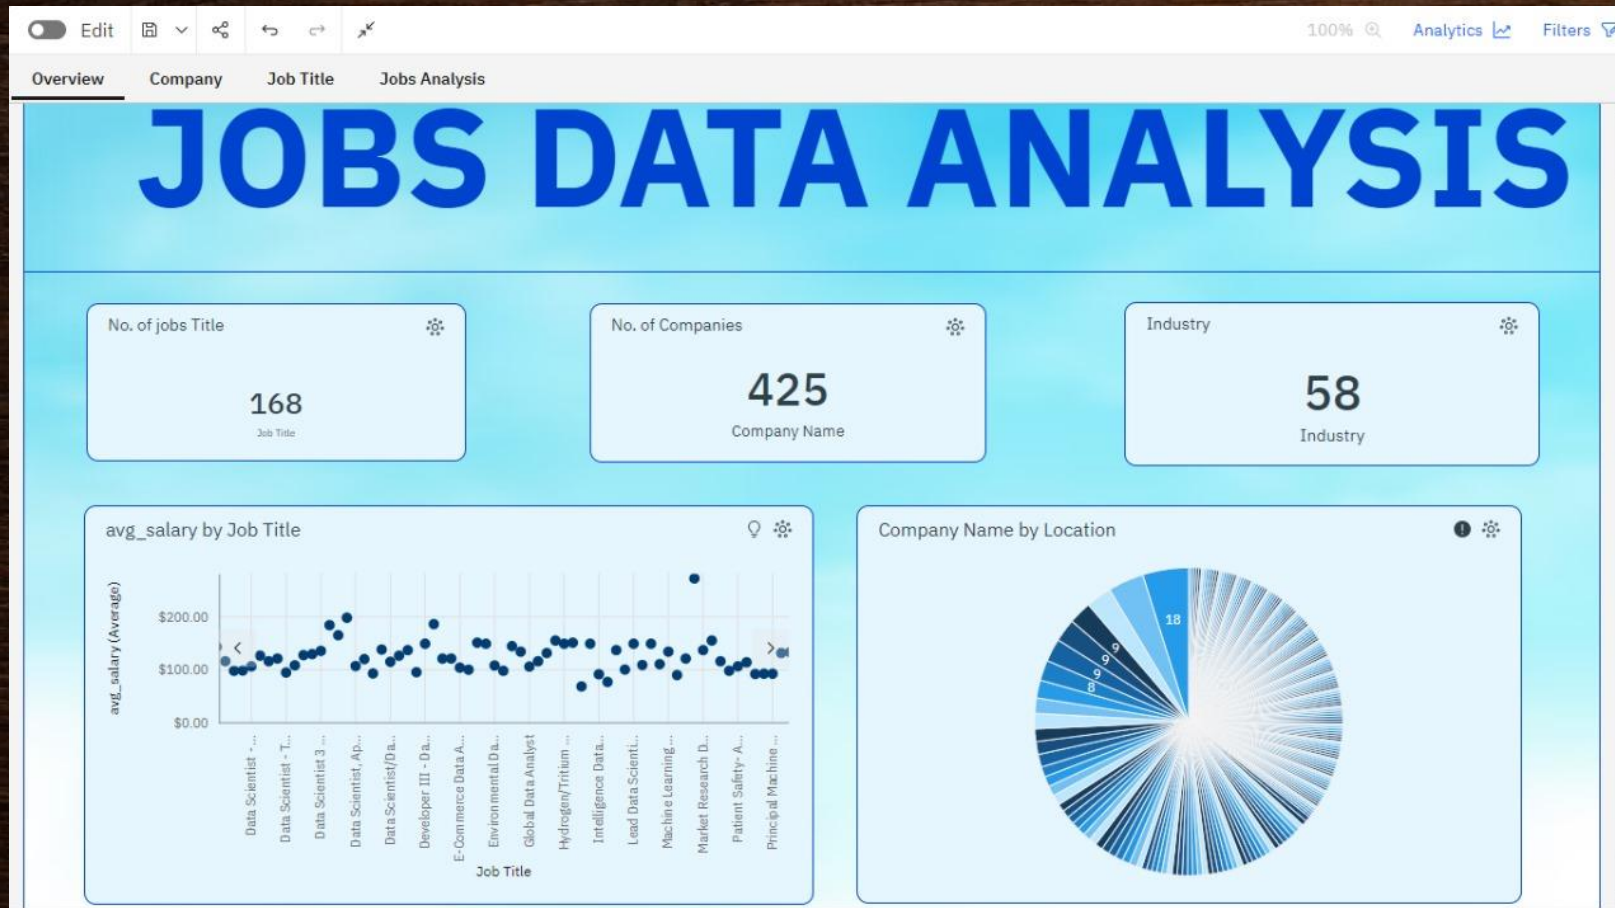 Edit
100%
Analytics
Filters
Overview
Company
Job Title
Jobs Analysis
JOBS DATA ANALYSIS
No. of jobs Title
168
Job Title
No. of Companies
425
Company Name
Industry
58
Industry
avg_salary by Job Title
avg_salary (Average)
$200.00
$100.00
$0.00
Data Scientist - ...
Data Scientist - T...
Data Scientist 3 ...
Data Scientist, Ap...
Data Scientist/Da...
Developer III - Da...
E-Commerce Data A...
Environmental Da...
Global Data Analyst
Hydrogen/Tritium ...
Intelligence Data...
Lead Data Scienti...
Machine Learning ...
Market Research D...
Patient Safety- A...
Principal Machine ...
Job Title
Company Name by Location
18
9
9
9
8